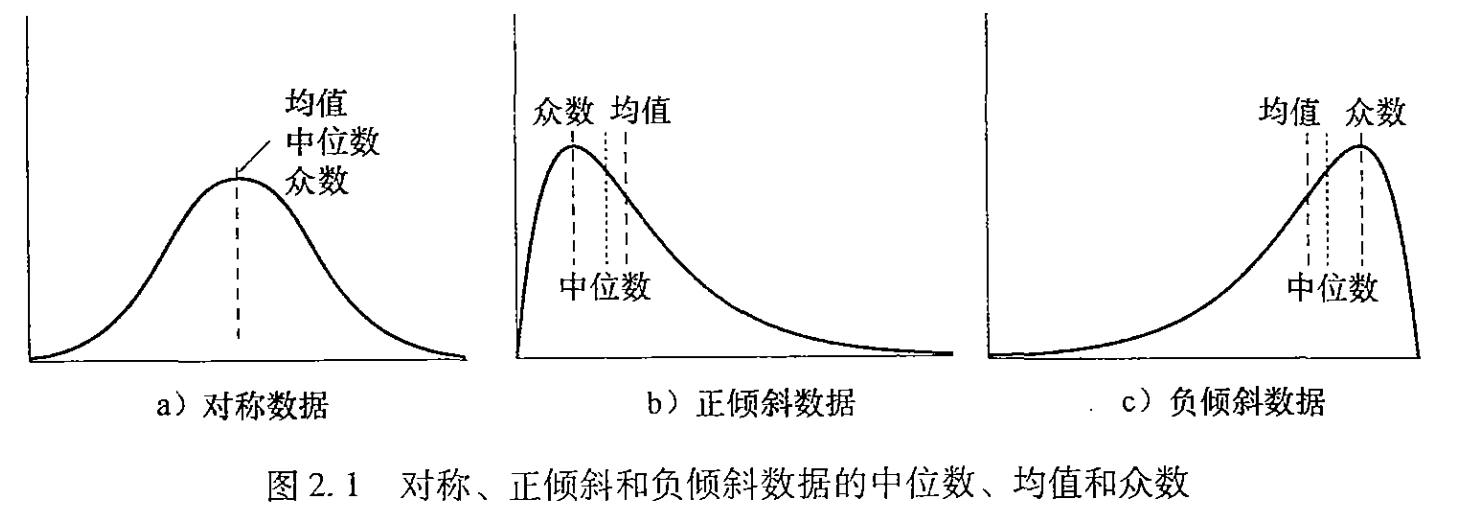 均值
中位数
众数
众数 均值
中位数
均值 众数
中位数
a）对称数据
b）正倾斜数据
c）负倾斜数据
图 2.1 对称、正倾斜和负倾斜数据的中位数、均值和众数